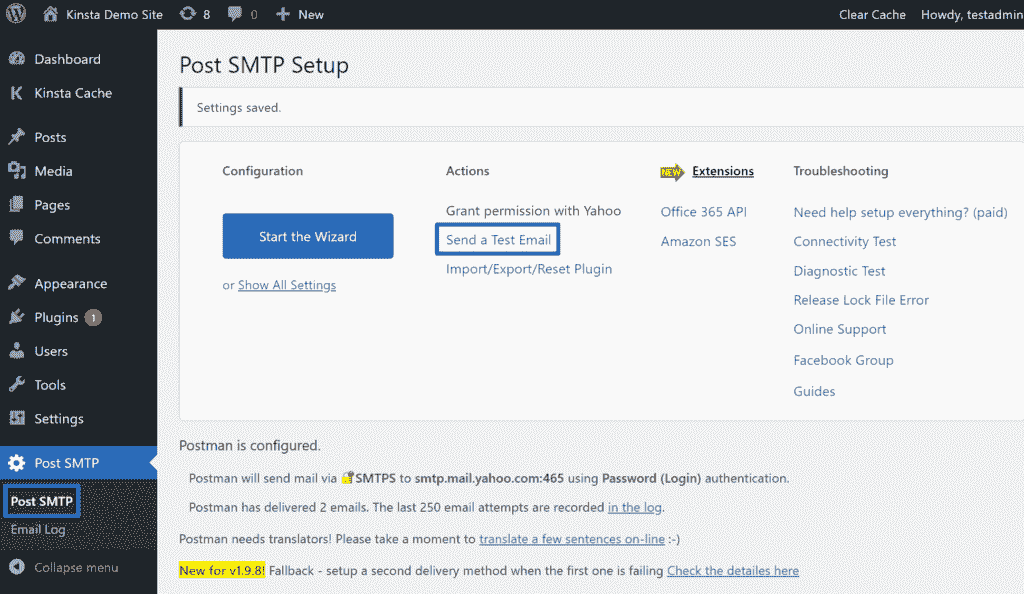 Kinsta Demo Site 8 0 New Clear Cache Howdy, testadmin
Dashboard
Kinsta Cache
Posts
Media
Pages
Comments
Appearance
Plugins 1
Users
Tools
Settings
Post SMTP
Post SMTP
Email Log
Collapse menu
Post SMTP Setup
Settings saved.
Configuration
Start the Wizard
or Show All Settings
Actions
Grant permission with Yahoo
Send a Test Email
Import/Export/Reset Plugin
NEW Extensions
Office 365 API
Amazon SES
Troubleshooting
Need help setup everything? (paid)
Connectivity Test
Diagnostic Test
Release Lock File Error
Online Support
Facebook Group
Guides
Postman is configured.
Postman will send mail via SMTPS to smtp.mail.yahoo.com:465 using Password (Login) authentication.
Postman has delivered 2 emails. The last 250 email attempts are recorded in the log.
Postman needs translators! Please take a moment to translate a few sentences on-line :-)
New for v1.9.8! Fallback - setup a second delivery method when the first one is failing Check the detailes here